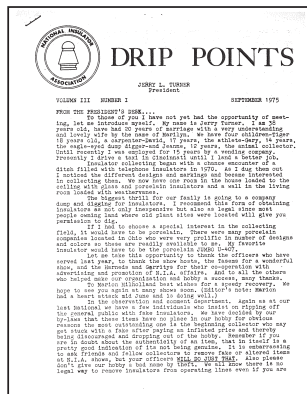 NATIONAL INSULATOR
ASSOCIATION
DRIP POINTS
JERRY L. TURNER
President
VOLUMN III NUMBER 1 SEPTEMBER 1975
FROM THE PRESIDENT'S DESK....
To those of you I have not yet had the opportunity of meet-
ing, let me introduce myself. My name is Jerry Turner. I am 38
years old, have had 20 years of marriage with a very understanding
and lovely wife by the name of Marilyn. We have four children-Tiger
18 years old, a carpenter-David, 17 years, the athlete-Gary, 14 years,
the eagle-eyed dump digger-and Jeanna, 12 years, the animal collector.
Until recently I was employed for 15 years by a vending company.
Presently I drive a taxi in Cincinnati until I land a better job.
Insulator collecting began with a chance encounter of a
ditch filled with telephone insulators in 1970. As I dug them out
I noticed the different design and markings and became interested
in collecting them. We now have one room in the house loaded to the
ceiling with glass and porcelain insulators and a wall in the living
room loaded with weathervanes.
The biggest thrill for our family is going to a company
dump and digging for insulators. I recommend this form of obtaining
insulators as not only inexpensive but also as legal since most
people owning land where old plant sites were located will give you
permission to dig.
If I had to choose a special interest in the collecting
field, it would have to be porcelain. There were many porcelain
companies located in Ohio who were very prolific in types of designs
and colors so these are readily available to me. My favorite
insulator would have to be the porcelain JUMBO U-467.
Let me take this opportunity to thank the officers who have
served last year, to thank the show hosts, the Tascos for a wonderful
show, and the Harneds and Garritys for their co-operation with
advertising and promotion of N.I.A. affairs. And to all the others
who helped make our organization and hobby a success, many thanks.
To Marion Milholland best wishes for a speedy recovery. We
hope to see you again at many shows soon. (Editor's note: Marion
had a heart attack and is doing well.)
In the observation and comment department. Again as at our
last National we have a few individuals who insist on ripping off
the general public with fake insulators. We have decided by our
by-laws that these items have no place in our hobby for obvious
reasons the most outstanding one is the beginning collector who may
get stuck with a fake after paying an inflated price and thereby
being discouraged and dropping out of the hobby. Remember if you
are in doubt about the authenticity of an item, that in itself is a
pretty good indication of its not being genuine. It is embarrassing
to ask friends and fellow collectors to remove fake or altered items
at N.I.A. shows, but your officers WILL DO JUST THAT. Also please
don't give our hobby a bad name by theft. We all know there is no
legal way to remove insulators from operating lines even if you are